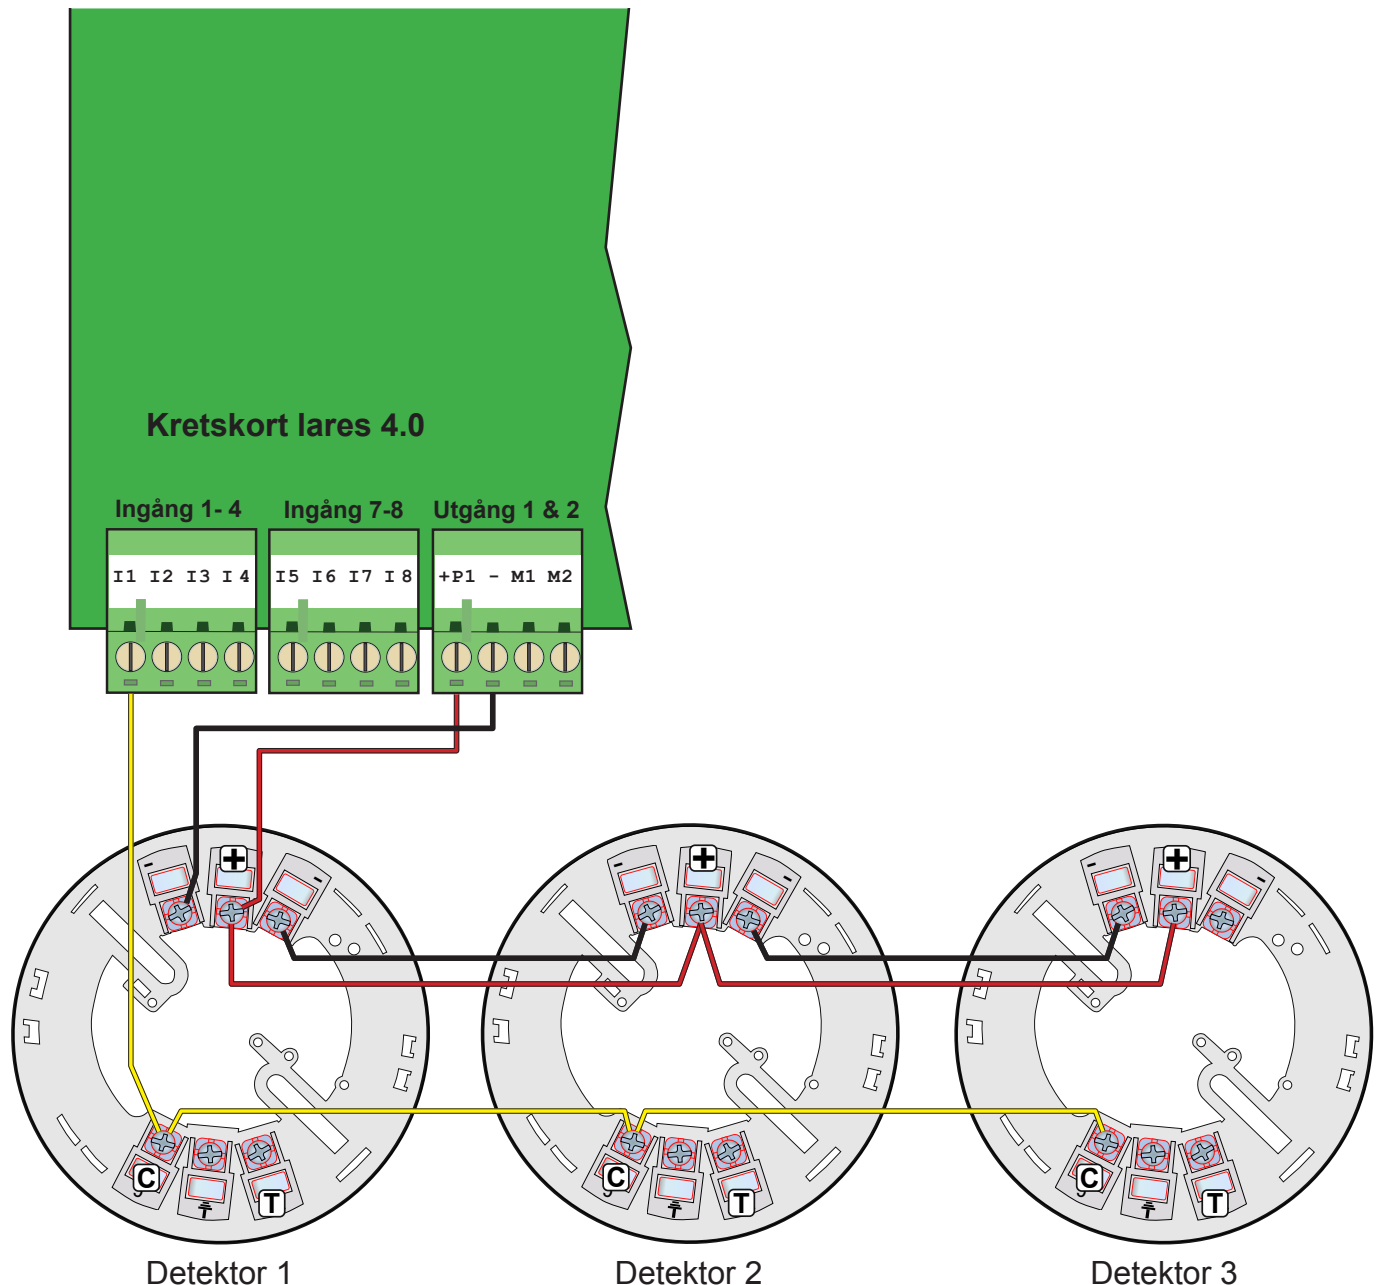 Kretskort lares 4.0
Ingång 1- 4 Ingång 7-8 Utgång 1 & 2
I1 I2 I3 I 4 I5 I6 I7 I 8 +P1 - M1 M2
- + - - + - - + -
C T C T C T
Detektor 1 Detektor 2 Detektor 3